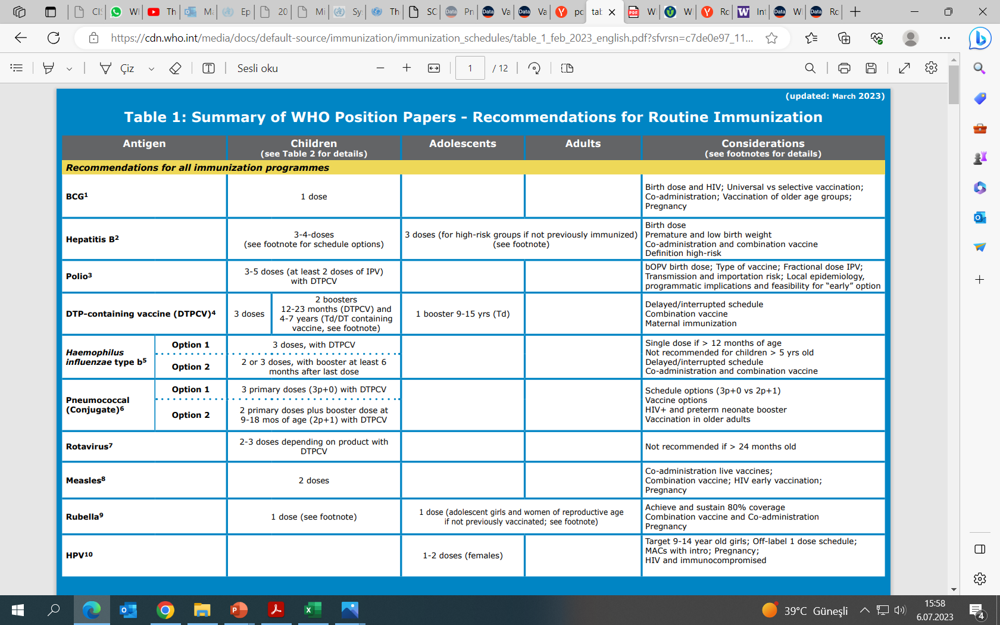 Cl
Wl
Th
Ma
Ep
20
Mi
Sy:
Th
SC
Pn
Va
Va
pc
tab
W
W
Ro
Int
W
Ro
https://cdn.who.int/media/docs/default-source/immunization/immunization_schedules/table_1_feb_2023_english.pdf?sfvrsn=c7de0e97_11...
Çiz
Sesli oku
1 / 12
(updated: March 2023)
Table 1: Summary of WHO Position Papers - Recommendations for Routine Immunization
Antigen
Children
(see Table 2 for details)
Adolescents
Adults
Considerations
(see footnotes for details)
Recommendations for all immunization programmes
BCG¹
1 dose
Birth dose and HIV; Universal vs selective vaccination;
Co-administration; Vaccination of older age groups;
Pregnancy
Hepatitis B²
3-4-doses
(see footnote for schedule options)
3 doses (for high-risk groups if not previously immunized)
(see footnote)
Birth dose
Premature and low birth weight
Co-administration and combination vaccine
Definition high-risk
Polio³
3-5 doses (at least 2 doses of IPV)
with DTPCV
bOPV birth dose; Type of vaccine; Fractional dose IPV;
Transmission and importation risk; Local epidemiology,
programmatic implications and feasibility for “early” option
DTP-containing vaccine (DTPCV)⁴
3 doses
2 boosters
12-23 months (DTPCV) and
4-7 years (Td/DT containing
vaccine, see footnote)
1 booster 9-15 yrs (Td)
Delayed/interrupted schedule
Combination vaccine
Maternal immunization
Haemophilus
influenzae type b⁵
Option 1
3 doses, with DTPCV
Option 2
2 or 3 doses, with booster at least 6
months after last dose
Single dose if > 12 months of age
Not recommended for children > 5 yrs old
Delayed/interrupted schedule
Co-administration and combination vaccine
Pneumococcal
(Conjugate)⁶
Option 1
3 primary doses (3p+0) with DTPCV
Option 2
2 primary doses plus booster dose at
9-18 mos of age (2p+1) with DTPCV
Schedule options (3p+0 vs 2p+1)
Vaccine options
HIV+ and preterm neonate booster
Vaccination in older adults
Rotavirus⁷
2-3 doses depending on product with
DTPCV
Not recommended if > 24 months old
Measles⁸
2 doses
Co-administration live vaccines;
Combination vaccine; HIV early vaccination;
Pregnancy
Rubella⁹
1 dose (see footnote)
1 dose (adolescent girls and women of reproductive age
if not previously vaccinated; see footnote)
Achieve and sustain 80% coverage
Combination vaccine and Co-administration
Pregnancy
HPV¹⁰
1-2 doses (females)
Target 9-14 year old girls; Off-label 1 dose schedule;
MACs with intro; Pregnancy;
HIV and immunocompromised
39°C Güneşli
15:58
6.07.2023
4